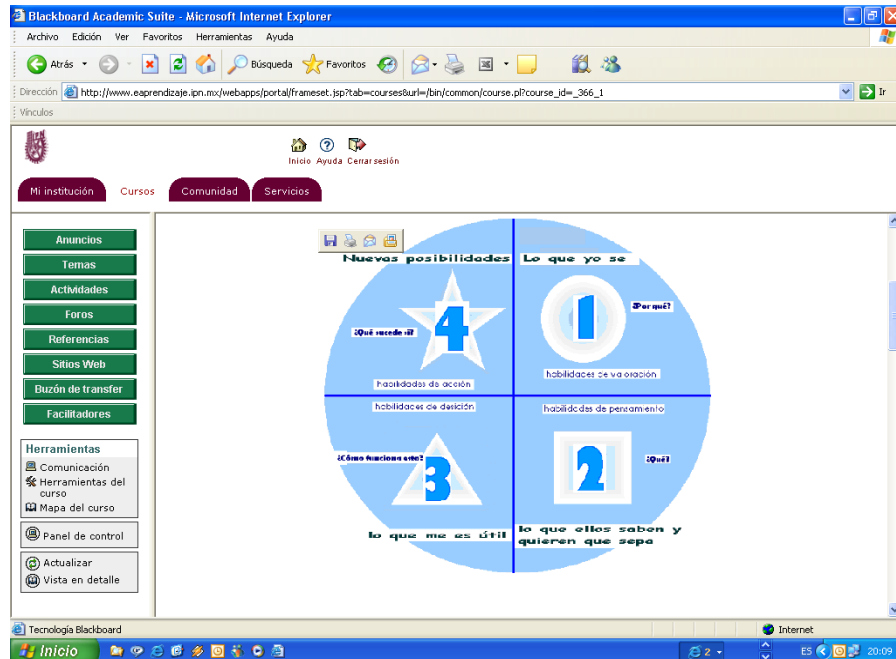 Blackboard Academic Suite - Microsoft Internet Explorer
Archivo Edición Ver Favoritos Herramientas Ayuda
Atrás Búsqueda Favoritos
Dirección http://www.eaprendizaje.ipn.mx/webapps/portal/frameset.jsp?tab=courses&url=/bin/common/course.pl?course_id=_366_1 Ir
Vínculos
Inicio Ayuda Cerrar sesión
Mi institución Cursos Comunidad Servicios
Anuncios
Temas
Actividades
Foros
Referencias
Sitios Web
Buzón de transfer
Facilitadores
Herramientas
Comunicación
Herramientas del
curso
Mapa del curso
Panel de control
Actualizar
Vista en detalle
Nuevas posibilidades Lo que yo se
4 1
¿Por qué?
¿Qué sucede si?
habilidades de acción habilidades de valoración
habilidades de desición habilidades de pensamiento
¿Cómo funciona esto? ¿Qué?
3 2
lo que me es útil lo que ellos saben y
quieren que sepa
Tecnología Blackboard Internet
Inicio 2 ES 20:09